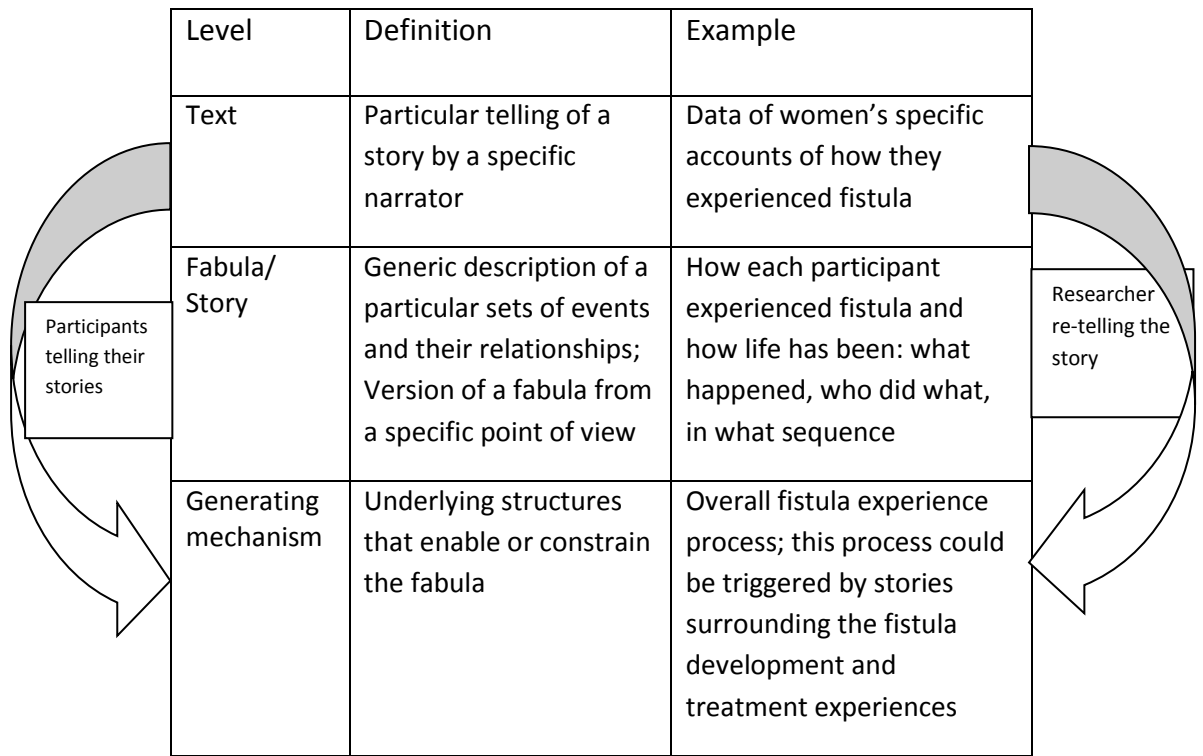 Level
Definition
Example
Text
Particular telling of a
story by a specific
narrator
Data of women’s specific
accounts of how they
experienced fistula
Fabula/
Story
Generic description of a
particular sets of events
and their relationships;
Version of a fabula from
a specific point of view
How each participant
experienced fistula and
how life has been: what
happened, who did what,
in what sequence
Generating
mechanism
Underlying structures
that enable or constrain
the fabula
Overall fistula experience
process; this process could
be triggered by stories
surrounding the fistula
development and
treatment experiences
Participants
telling their
stories
Researcher
re-telling the
story